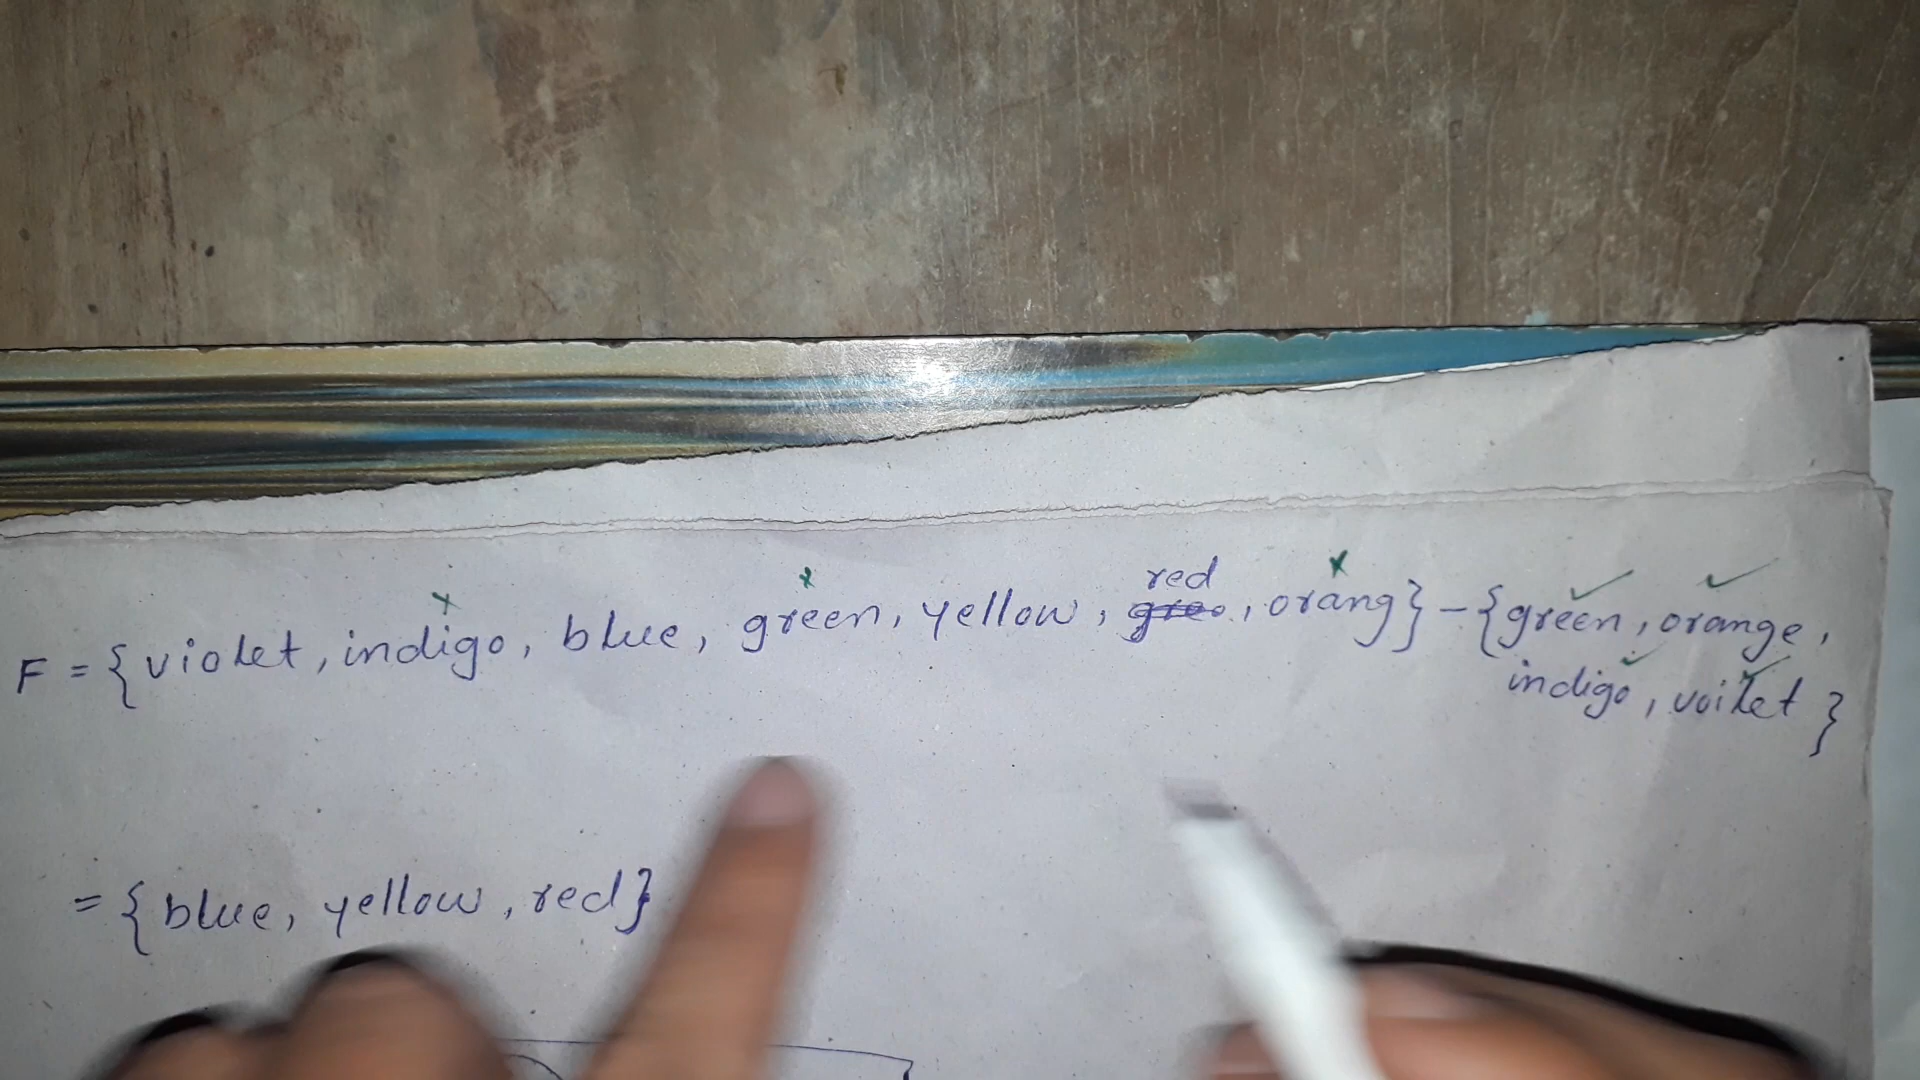 F = {violet, indigo, blue, green, yellow, red, orang} - {green, orange,
indigo, voilet}
= {blue, yellow, red}